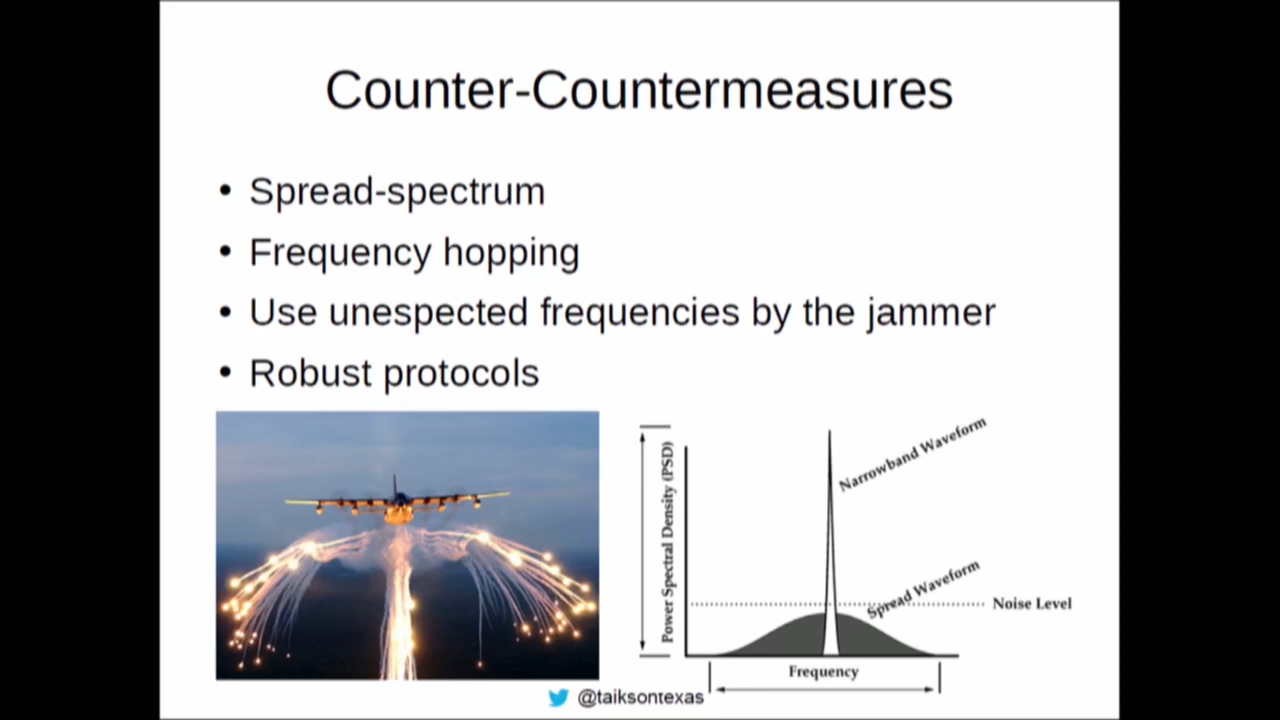 Counter-Countermeasures
• Spread-spectrum
• Frequency hopping
• Use unespected frequencies by the jammer
• Robust protocols
Power Spectral Density (PSD)
Narrowband Waveform
Spread Waveform
Noise Level
Frequency
@taiksontexas